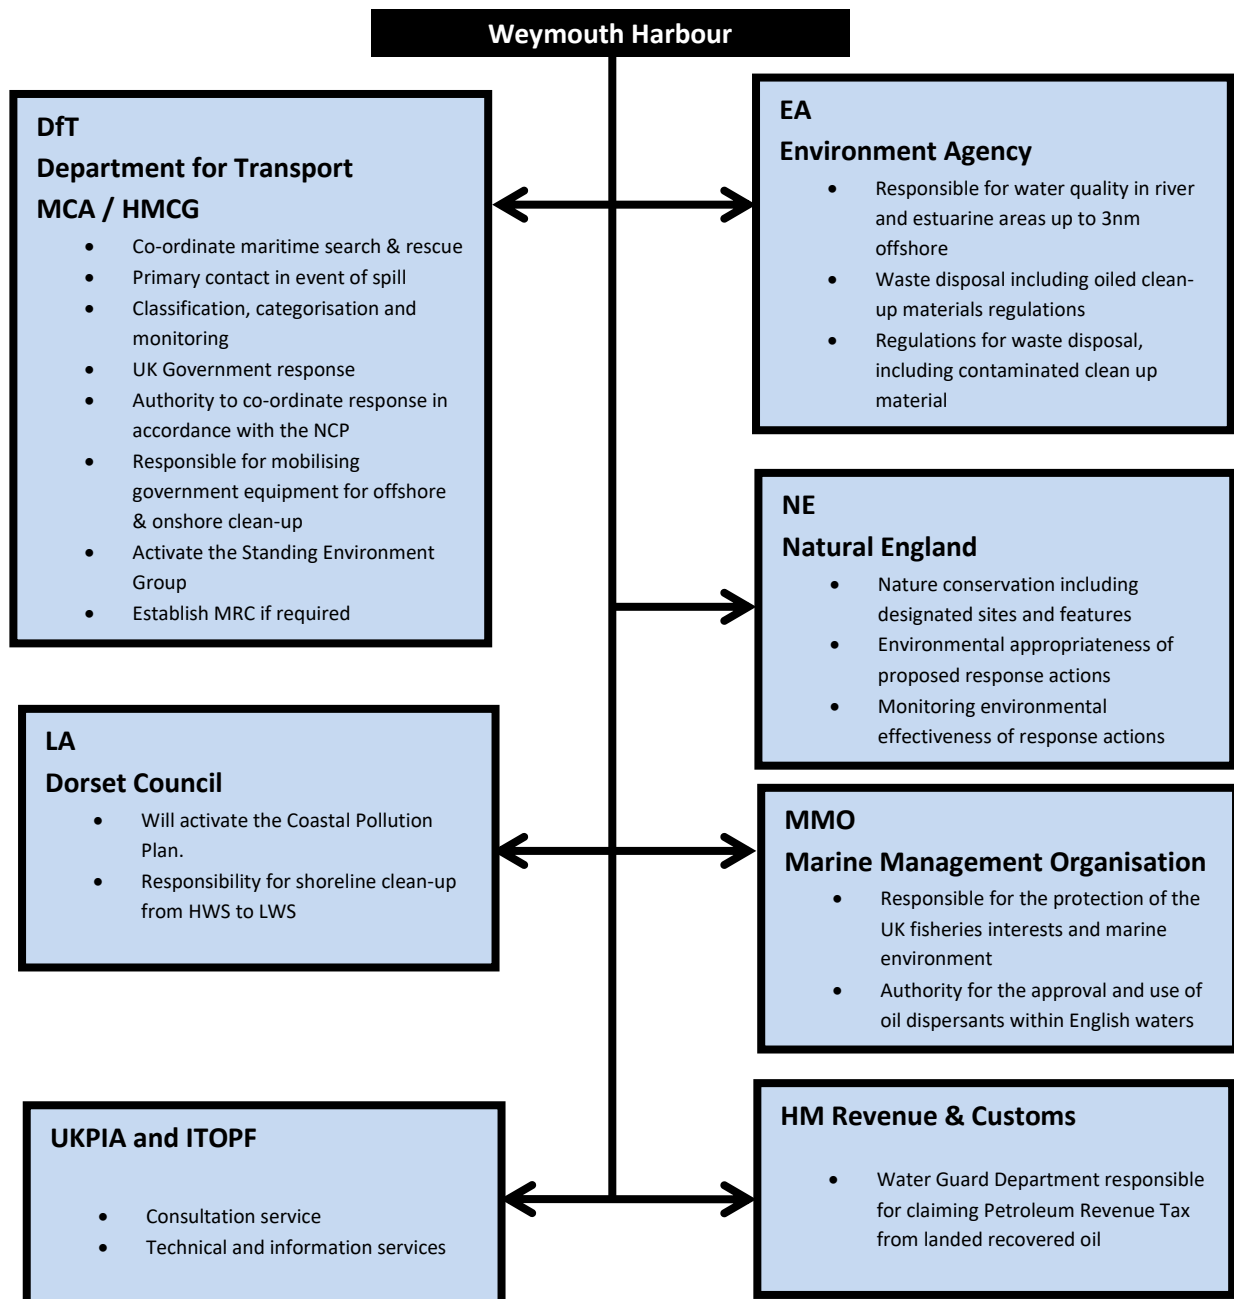 Weymouth Harbour
DfT
Department for Transport
MCA / HMCG
• Co-ordinate maritime search & rescue
• Primary contact in event of spill
• Classification, categorisation and
monitoring
• UK Government response
• Authority to co-ordinate response in
accordance with the NCP
• Responsible for mobilising
government equipment for offshore
& onshore clean-up
• Activate the Standing Environment
Group
• Establish MRC if required
EA
Environment Agency
• Responsible for water quality in river
and estuarine areas up to 3nm
offshore
• Waste disposal including oiled clean-
up materials regulations
• Regulations for waste disposal,
including contaminated clean up
material
NE
Natural England
• Nature conservation including
designated sites and features
• Environmental appropriateness of
proposed response actions
• Monitoring environmental
effectiveness of response actions
LA
Dorset Council
• Will activate the Coastal Pollution
Plan.
• Responsibility for shoreline clean-up
from HWS to LWS
MMO
Marine Management Organisation
• Responsible for the protection of the
UK fisheries interests and marine
environment
• Authority for the approval and use of
oil dispersants within English waters
UKPIA and ITOPF
• Consultation service
• Technical and information services
HM Revenue & Customs
• Water Guard Department responsible
for claiming Petroleum Revenue Tax
from landed recovered oil